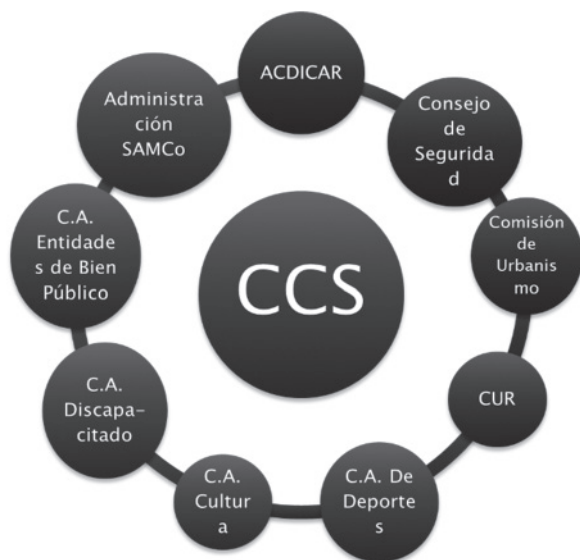 ACDICAR
Consejo
de
Segurida
d
Comisión
de
Urbanis
mo
CUR
C.A. De
Deporte
s
C.A.
Cultur
a
C.A.
Discapa-
citado
C.A.
Entidade
s de Bien
Público
Administra
ción
SAMCo
CCS